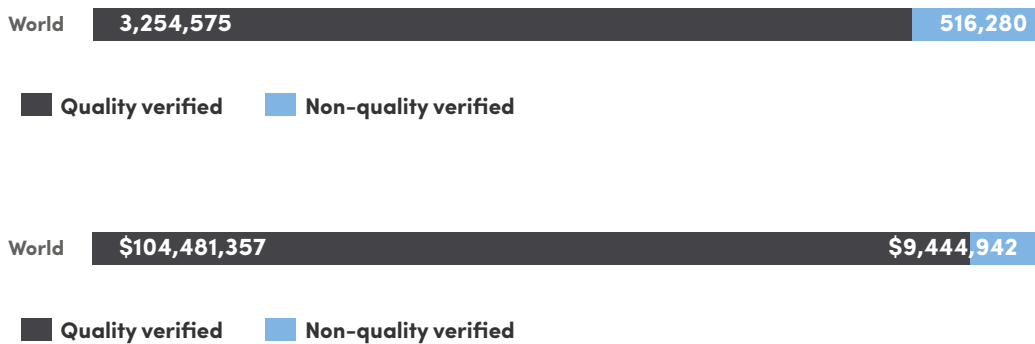 World 3,254,575 516,280
Quality verified Non-quality verified
World $104,481,357 $9,444,942
Quality verified Non-quality verified